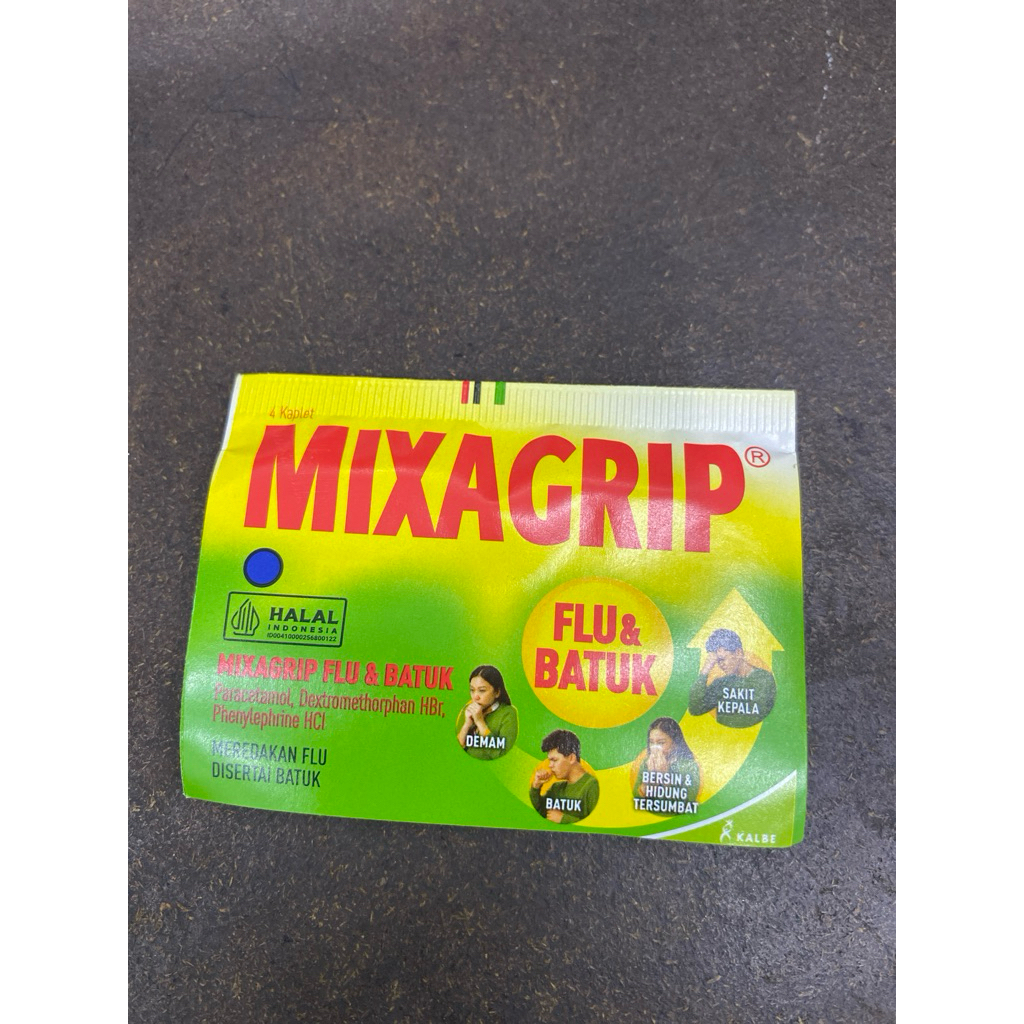 4 Kaplet
MIXAGRIP®
HALAL
INDONESIA
ID00410000256800122
MIXAGRIP FLU & BATUK
Paracetamol, Dextromethorphan HBr,
Phenylephrine HCl
MEREDAKAN FLU
DISERTAI BATUK
FLU &
BATUK
DEMAM
BATUK
BERSIN &
HIDUNG
TERSUMBAT
SAKIT
KEPALA
KALBE